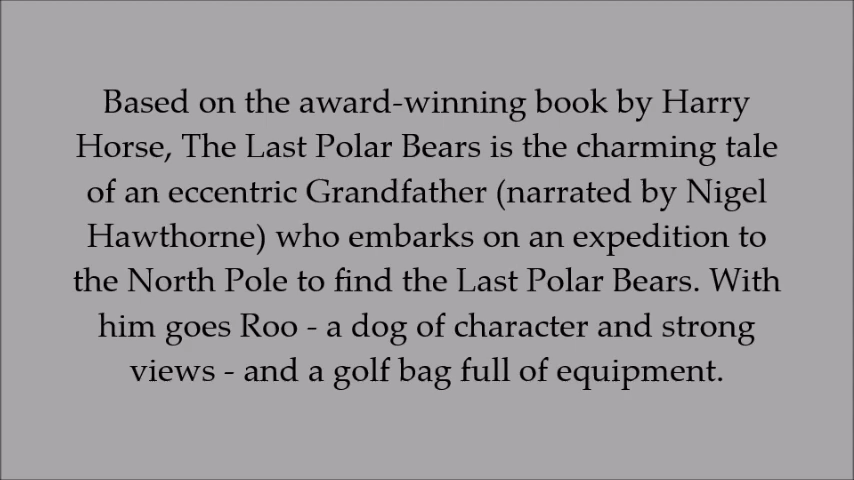 Based on the award-winning book by Harry
Horse, The Last Polar Bears is the charming tale
of an eccentric Grandfather (narrated by Nigel
Hawthorne) who embarks on an expedition to
the North Pole to find the Last Polar Bears. With
him goes Roo - a dog of character and strong
views - and a golf bag full of equipment.